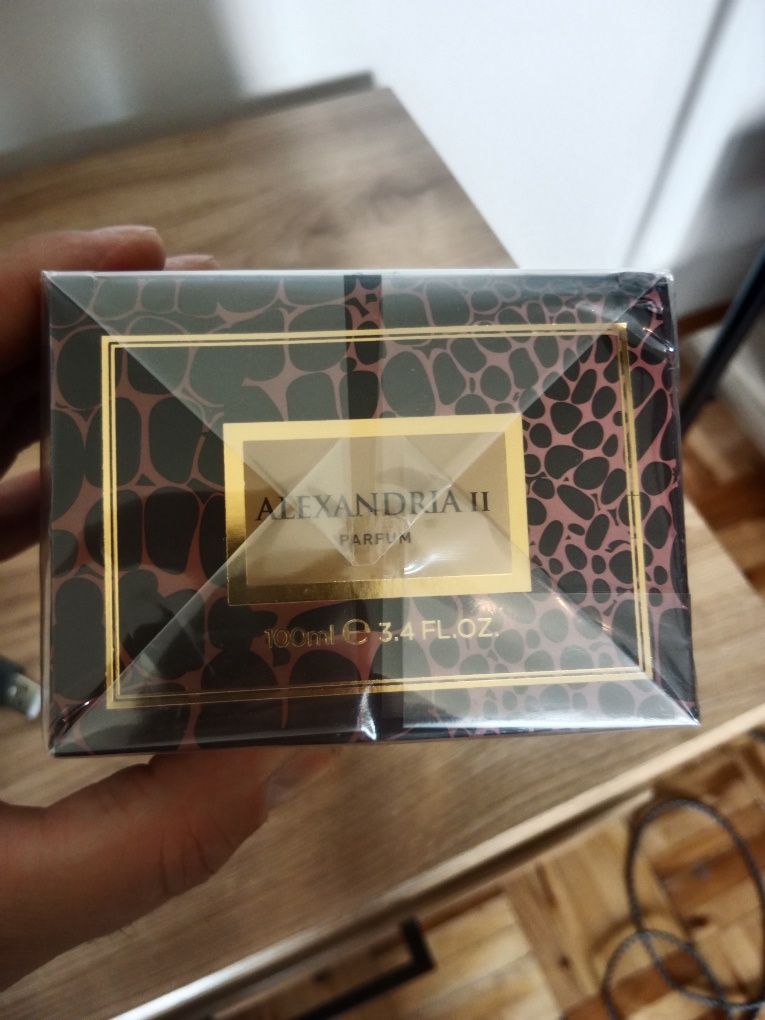 ALEXANDRIA II
PARFUM
100ml ℮ 3.4 FL.OZ.